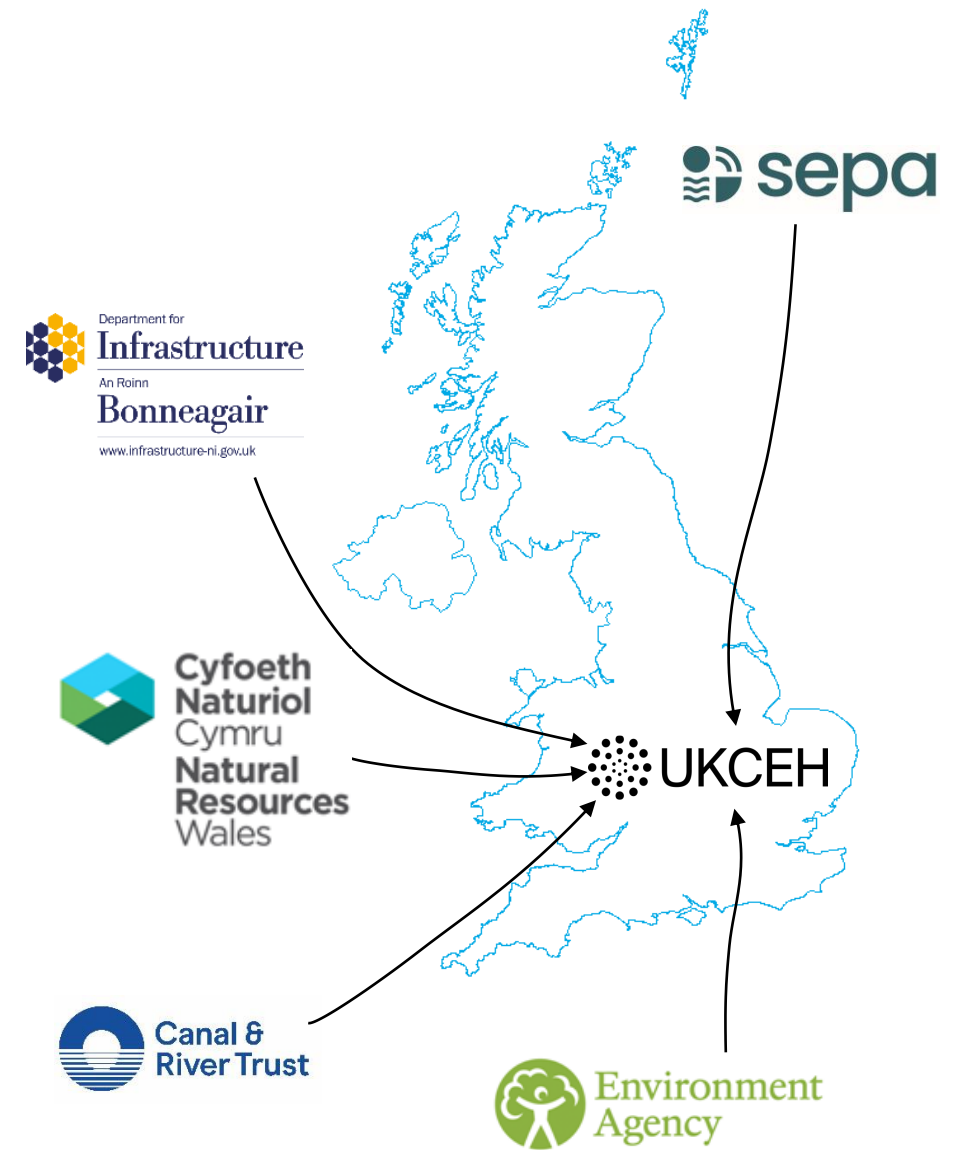 sepa
Department for
Infrastructure
An Roinn
Bonneagair
www.infrastructure-ni.gov.uk
Cyfoeth
Naturiol
Cymru
Natural
Resources
Wales
UKCEH
Canal &
River Trust
Environment
Agency